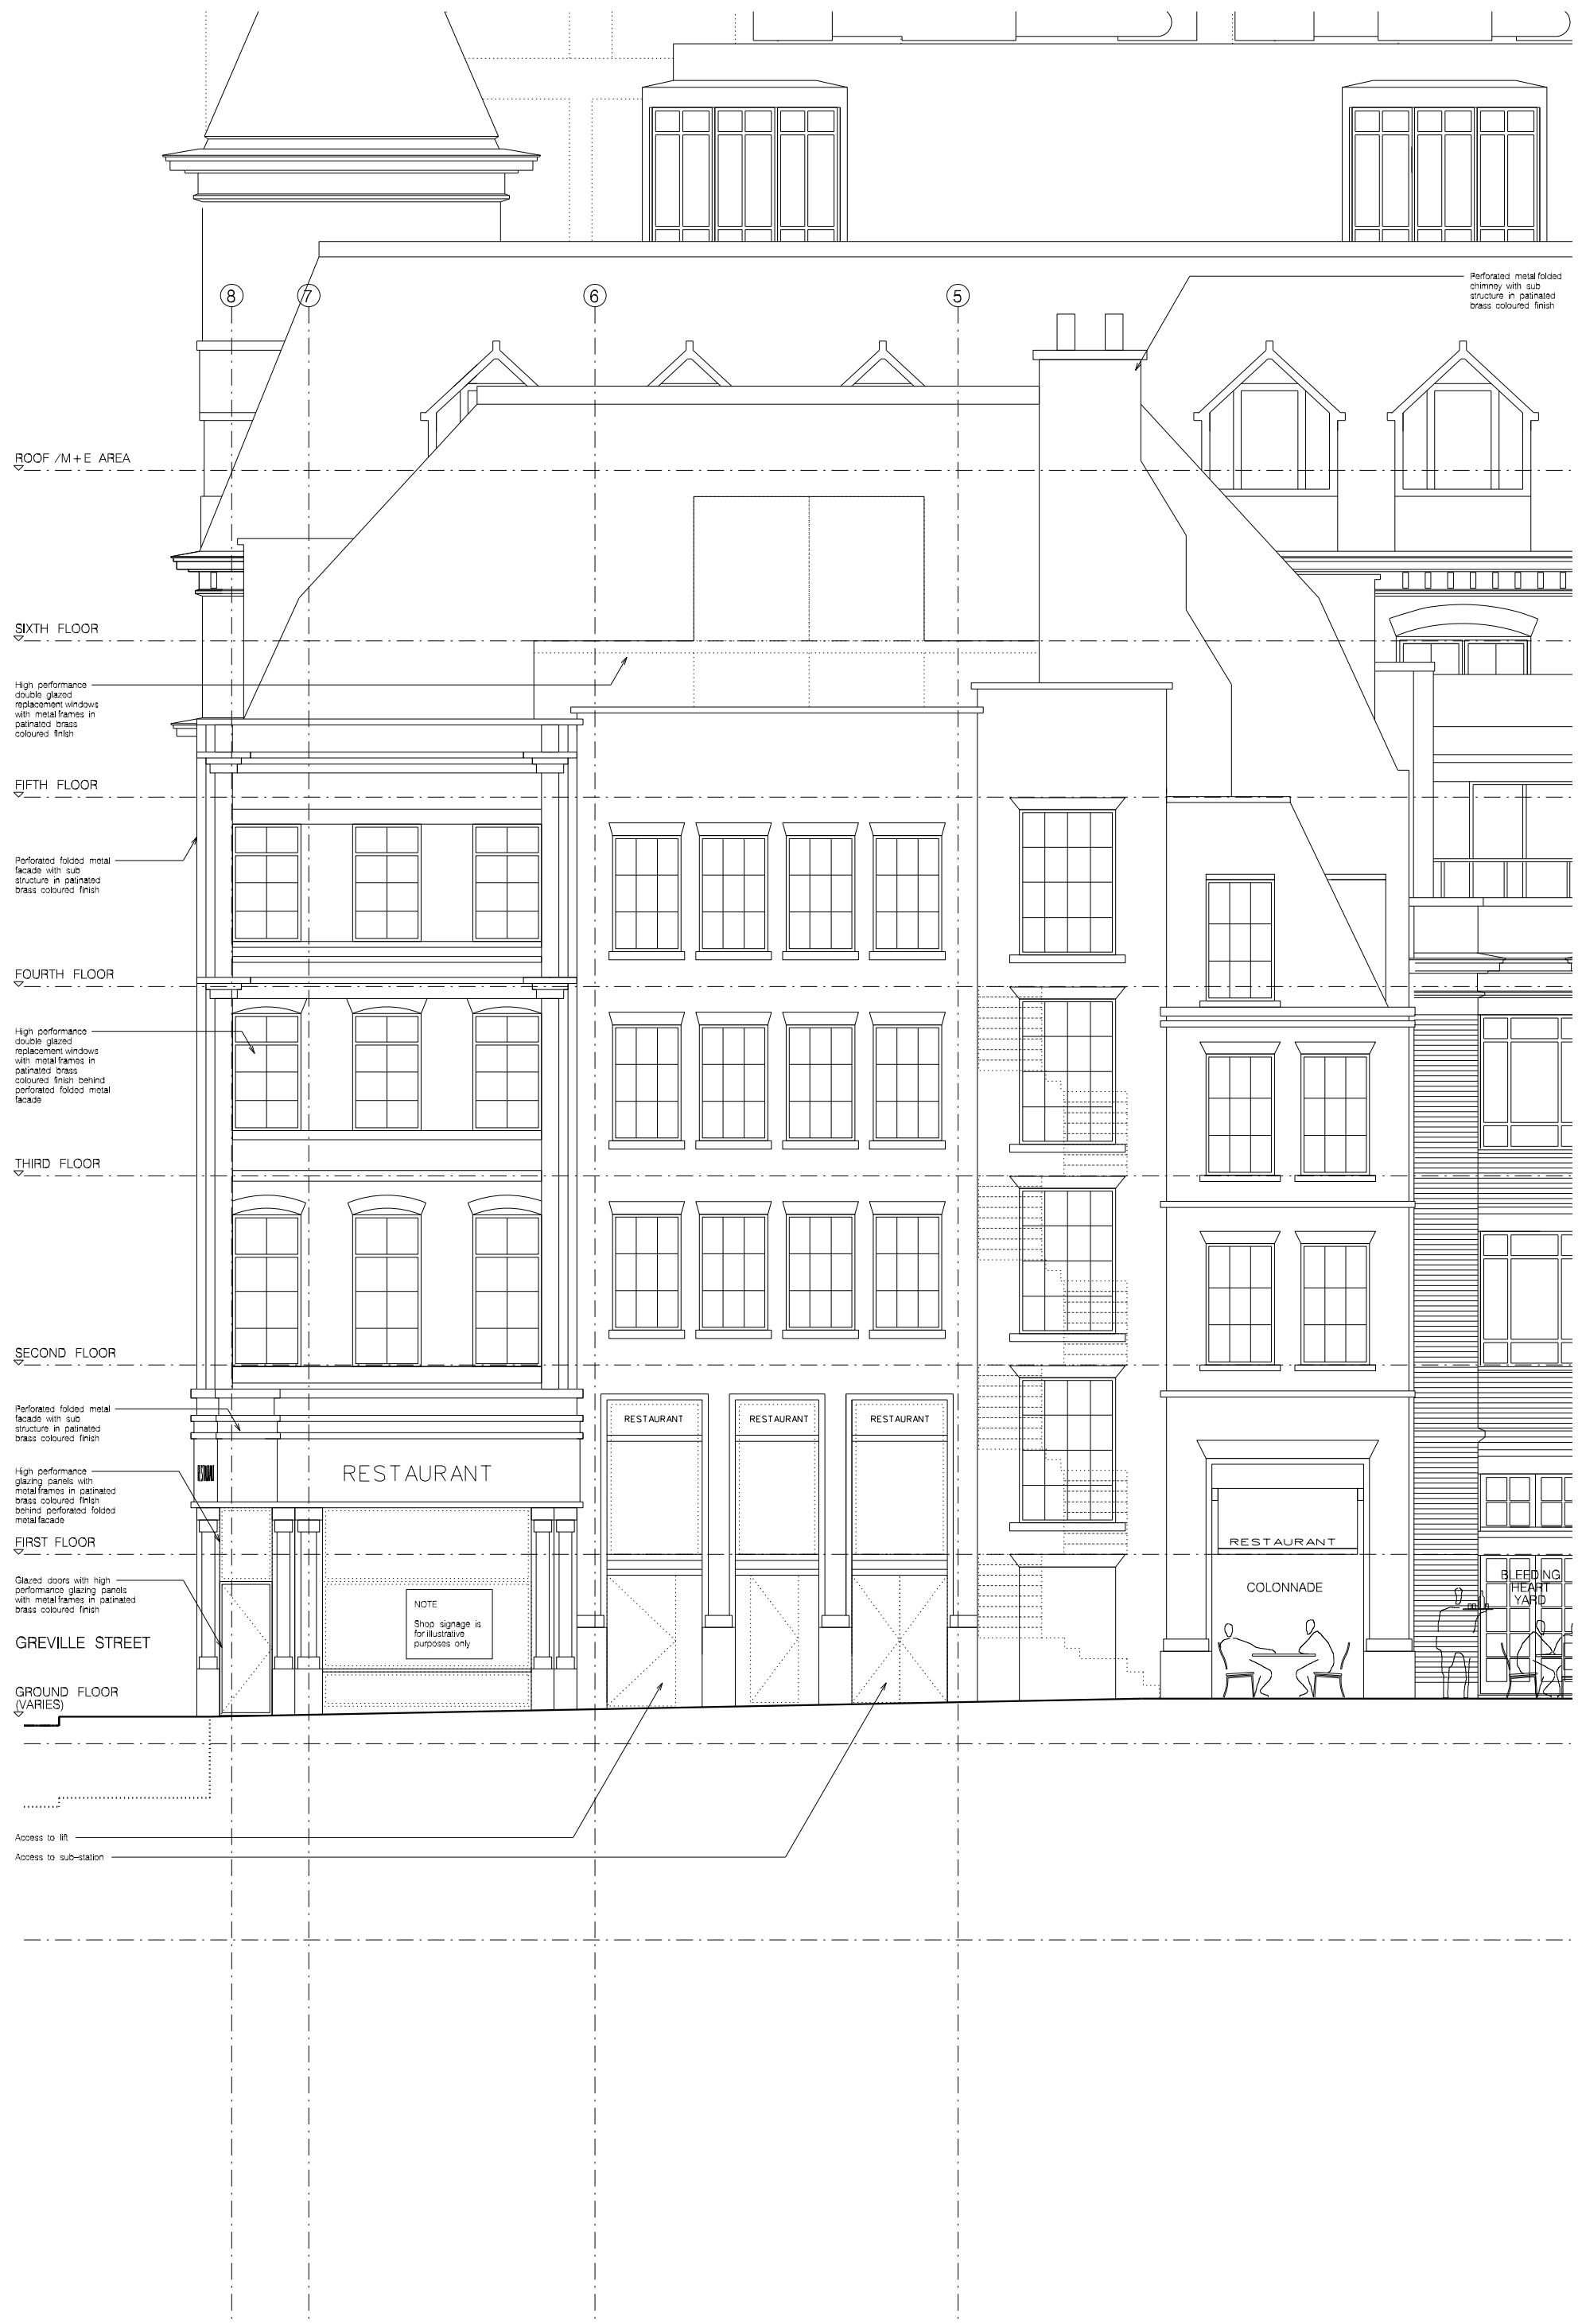 Perforated metal folded
chimney with sub
structure in patinated
brass coloured finish
8
7
6
5
ROOF /M+E AREA
SIXTH FLOOR
High performance
double glazed
replacement windows
with metal frames in
patinated brass
coloured finish
FIFTH FLOOR
Perforated folded metal
facade with sub
structure in patinated
brass coloured finish
FOURTH FLOOR
High performance
double glazed
replacement windows
with metal frames in
patinated brass
coloured finish behind
perforated folded metal
facade
THIRD FLOOR
SECOND FLOOR
Perforated folded metal
facade with sub
structure in patinated
brass coloured finish
RESTAURANT
RESTAURANT
RESTAURANT
High performance
glazing panels with
metal frames in patinated
brass coloured finish
behind perforated folded
metal facade
RESTAURANT
RESTAURANT
RESTAURANT
FIRST FLOOR
Glazed doors with high
performance glazing panels
with metal frames in patinated
brass coloured finish
NOTE
Shop signage is
for illustrative
purposes only
COLONNADE
BLEEDING
HEART
YARD
GREVILLE STREET
GROUND FLOOR
(VARIES)
Access to lift
Access to sub-station